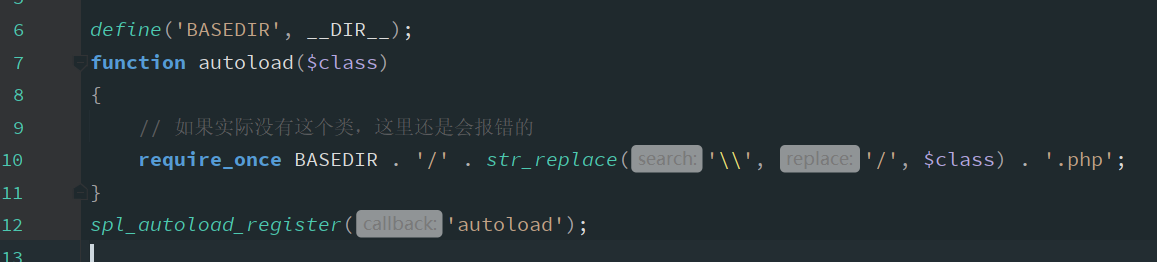 6 define('BASEDIR', __DIR__);
7 function autoload($class)
8 {
9 // 如果实际没有这个类，这里还是会报错的
10 require_once BASEDIR . '/' . str_replace( search: '\\', replace: '/', $class) . '.php';
11 }
12 spl_autoload_register( callback: 'autoload');
13